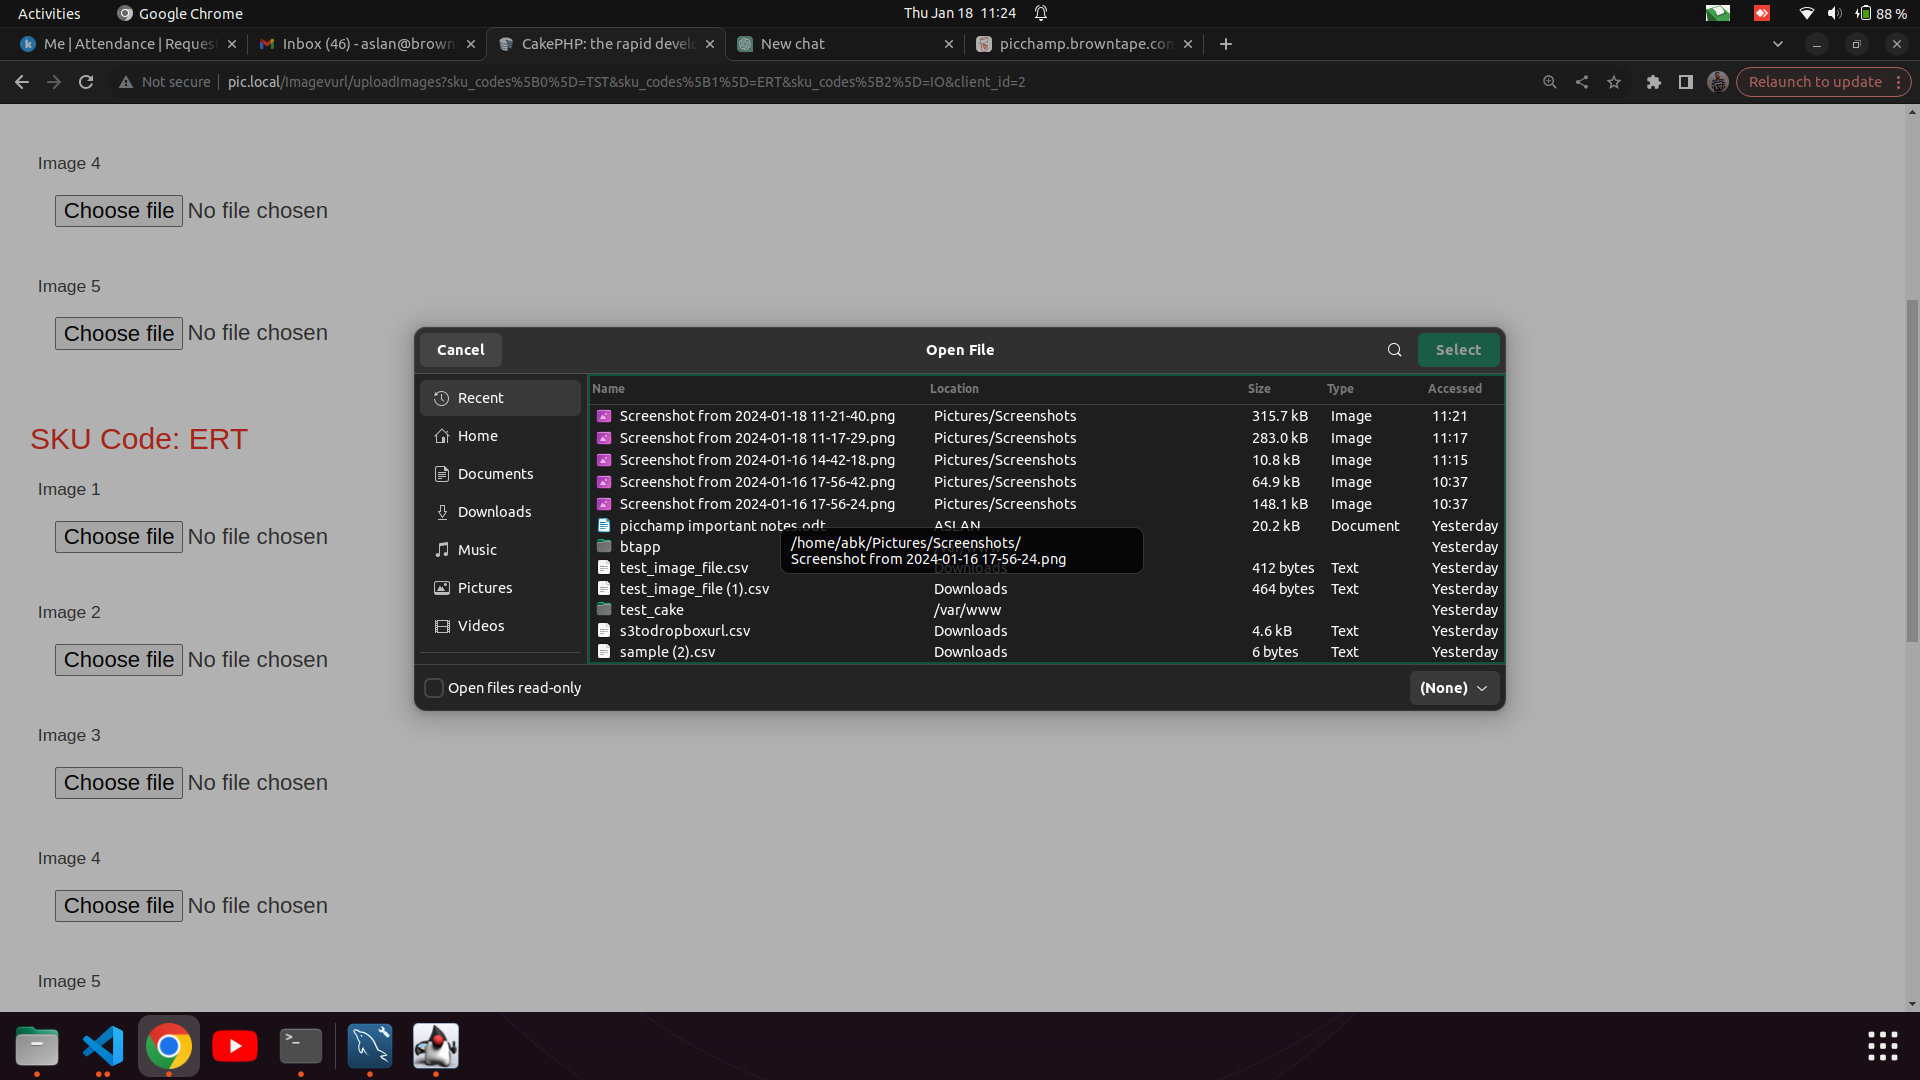 Activities
Google Chrome
Thu Jan 18 11:24
88 %
Me | Attendance | Reques
Inbox (46) - aslan@brown
CakePHP: the rapid devel
New chat
picchamp.browntape.com
Not secure
pic.local/Imagevurl/uploadImages?sku_codes%5B0%5D=TST&sku_codes%5B1%5D=ERT&sku_codes%5B2%5D=IO&client_id=2
Relaunch to update
Image 4
Choose file No file chosen
Image 5
Choose file No file chosen
SKU Code: ERT
Image 1
Choose file No file chosen
Image 2
Choose file No file chosen
Image 3
Choose file No file chosen
Image 4
Choose file No file chosen
Image 5
Cancel
Open File
Select
Recent
Home
Documents
Downloads
Music
Pictures
Videos
Name Location Size Type Accessed
Screenshot from 2024-01-18 11-21-40.png Pictures/Screenshots 315.7 kB Image 11:21
Screenshot from 2024-01-18 11-17-29.png Pictures/Screenshots 283.0 kB Image 11:17
Screenshot from 2024-01-16 14-42-18.png Pictures/Screenshots 10.8 kB Image 11:15
Screenshot from 2024-01-16 17-56-42.png Pictures/Screenshots 64.9 kB Image 10:37
Screenshot from 2024-01-16 17-56-24.png Pictures/Screenshots 148.1 kB Image 10:37
picchamp important notes.odt ASLAN 20.2 kB Document Yesterday
btapp /var/www Yesterday
test_image_file.csv Downloads 412 bytes Text Yesterday
test_image_file (1).csv Downloads 464 bytes Text Yesterday
test_cake /var/www Yesterday
s3todropboxurl.csv Downloads 4.6 kB Text Yesterday
sample (2).csv Downloads 6 bytes Text Yesterday
/home/abk/Pictures/Screenshots/
Screenshot from 2024-01-16 17-56-24.png
Open files read-only
(None)